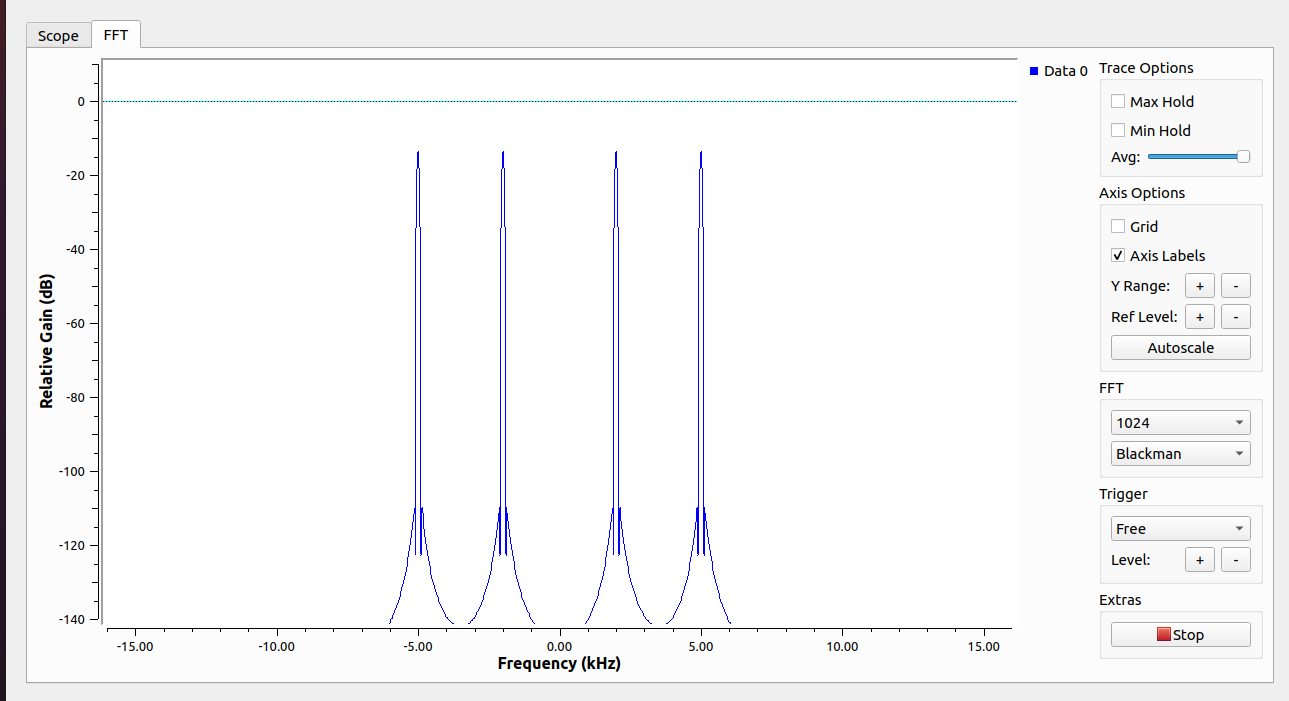 Scope
FFT
Data 0
Relative Gain (dB)
0
-20
-40
-60
-80
-100
-120
-140
-15.00
-10.00
-5.00
0.00
5.00
10.00
15.00
Frequency (kHz)
Trace Options
Max Hold
Min Hold
Avg:
Axis Options
Grid
Axis Labels
Y Range: + -
Ref Level: + -
Autoscale
FFT
1024
Blackman
Trigger
Free
Level: + -
Extras
Stop